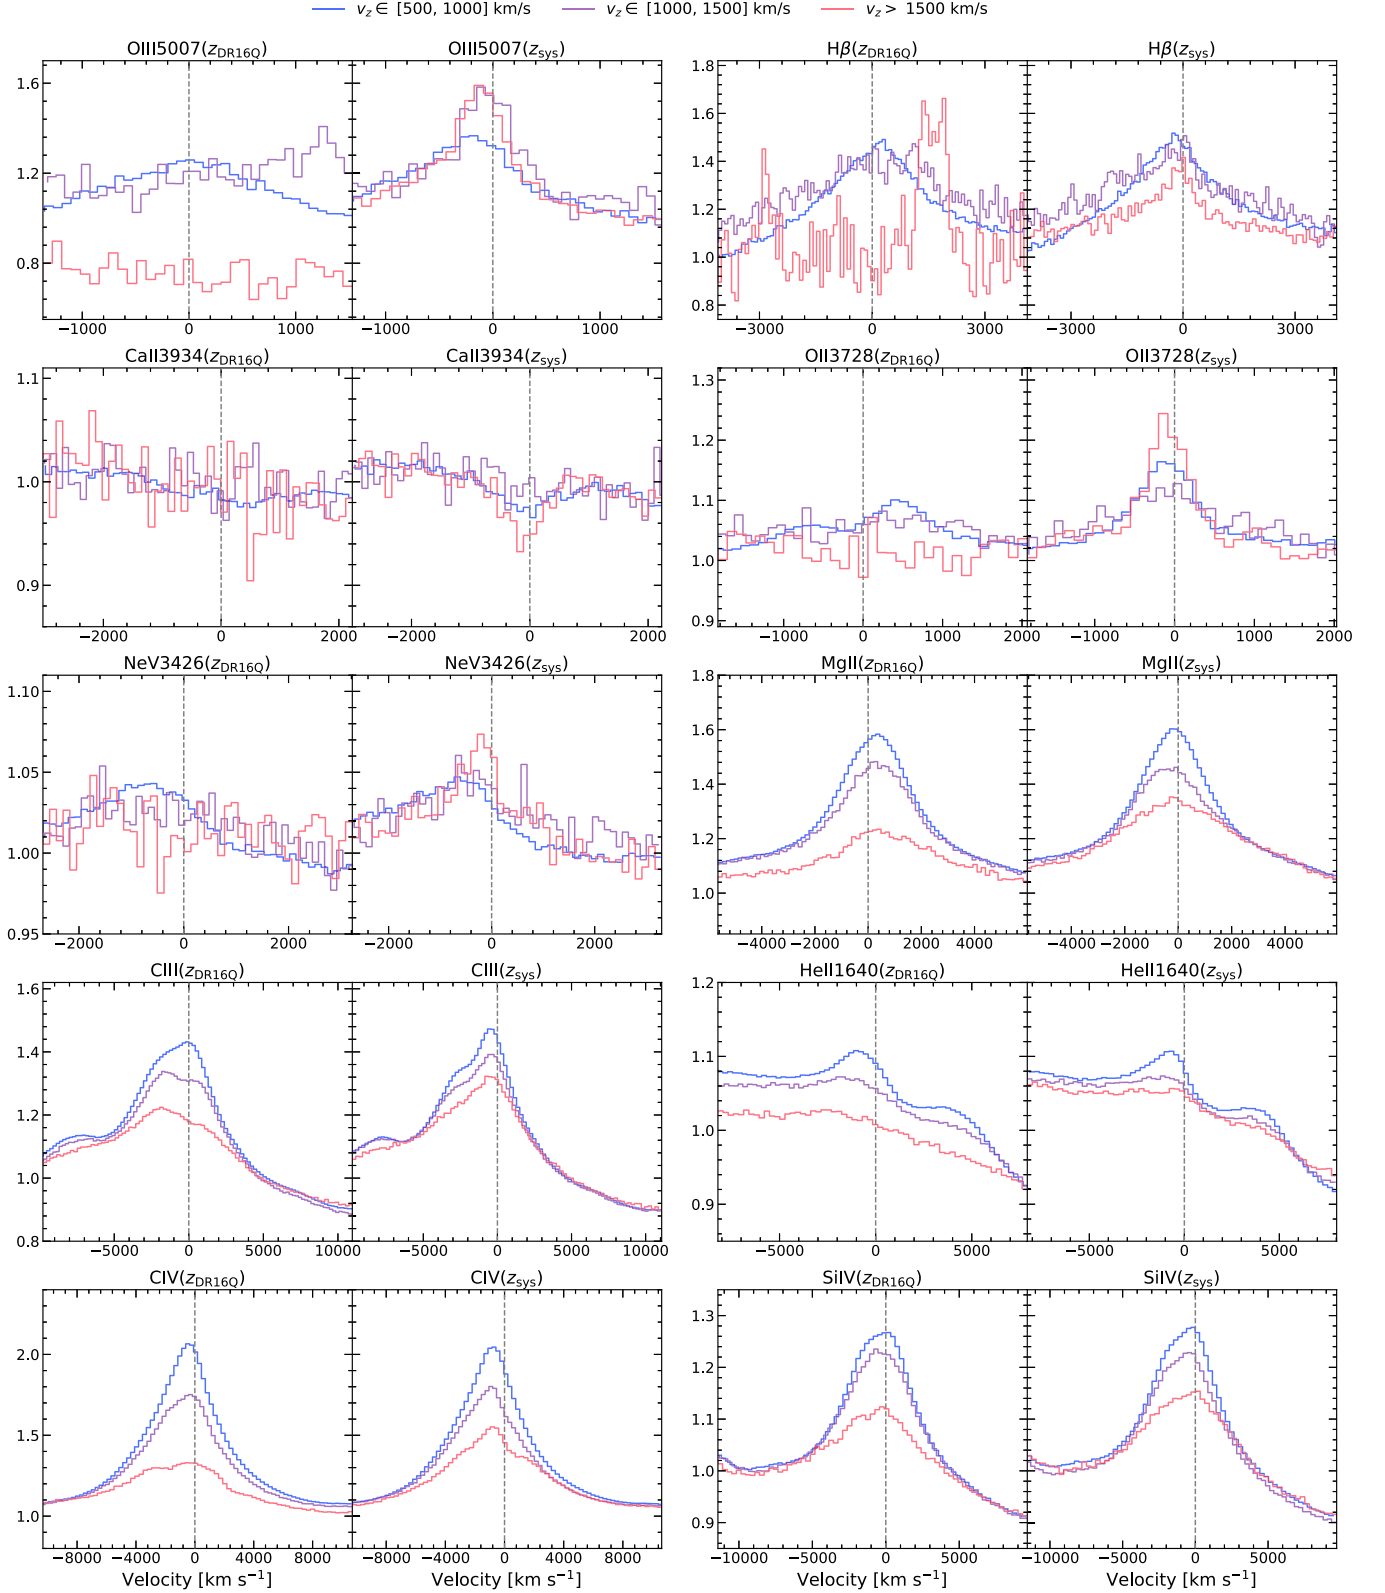 v_z ∈ [500, 1000] km/s v_z ∈ [1000, 1500] km/s v_z > 1500 km/s
OIII5007(z_DR16Q) OIII5007(z_sys) Hβ(z_DR16Q) Hβ(z_sys)
1.6 1.8
1.6
1.2 1.4
1.2
0.8 1.0
0.8
−1000 0 1000 −1000 0 1000 −3000 0 3000 −3000 0 3000
CaII3934(z_DR16Q) CaII3934(z_sys) OII3728(z_DR16Q) OII3728(z_sys)
1.1 1.3
1.2
1.0 1.1
1.0
0.9 0.9
−2000 0 2000 −2000 0 2000 −1000 0 1000 2000 −1000 0 1000 2000
NeV3426(z_DR16Q) NeV3426(z_sys) MgII(z_DR16Q) MgII(z_sys)
1.10 1.8
1.05 1.6
1.4
1.00 1.2
0.95 1.0
−2000 0 2000 −2000 0 2000 −4000 −2000 0 2000 4000 −4000 −2000 0 2000 4000
CIII(z_DR16Q) CIII(z_sys) HeII1640(z_DR16Q) HeII1640(z_sys)
1.6 1.2
1.4 1.1
1.2
1.0 1.0
0.8 0.9
−5000 0 5000 10000 −5000 0 5000 10000 −5000 0 5000 −5000 0 5000
CIV(z_DR16Q) CIV(z_sys) SiIV(z_DR16Q) SiIV(z_sys)
2.0 1.3
1.2
1.5 1.1
1.0 1.0
0.9
−8000 −4000 0 4000 8000 −8000 −4000 0 4000 8000 −10000 −5000 0 5000 −10000 −5000 0 5000
Velocity [km s⁻¹] Velocity [km s⁻¹] Velocity [km s⁻¹] Velocity [km s⁻¹]